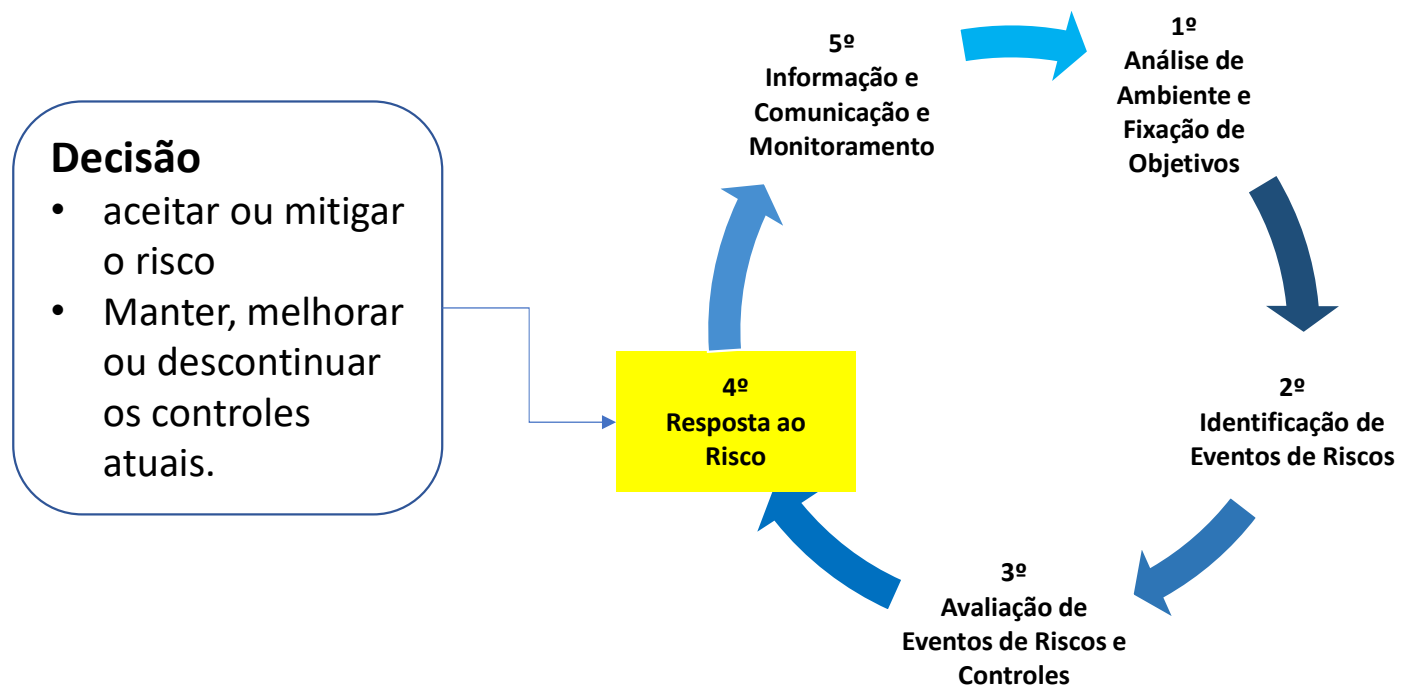 Decisão
• aceitar ou mitigar
o risco
• Manter, melhorar
ou descontinuar
os controles
atuais.
1º
Análise de
Ambiente e
Fixação de
Objetivos
2º
Identificação de
Eventos de Riscos
3º
Avaliação de
Eventos de Riscos e
Controles
4º
Resposta ao
Risco
5º
Informação e
Comunicação e
Monitoramento